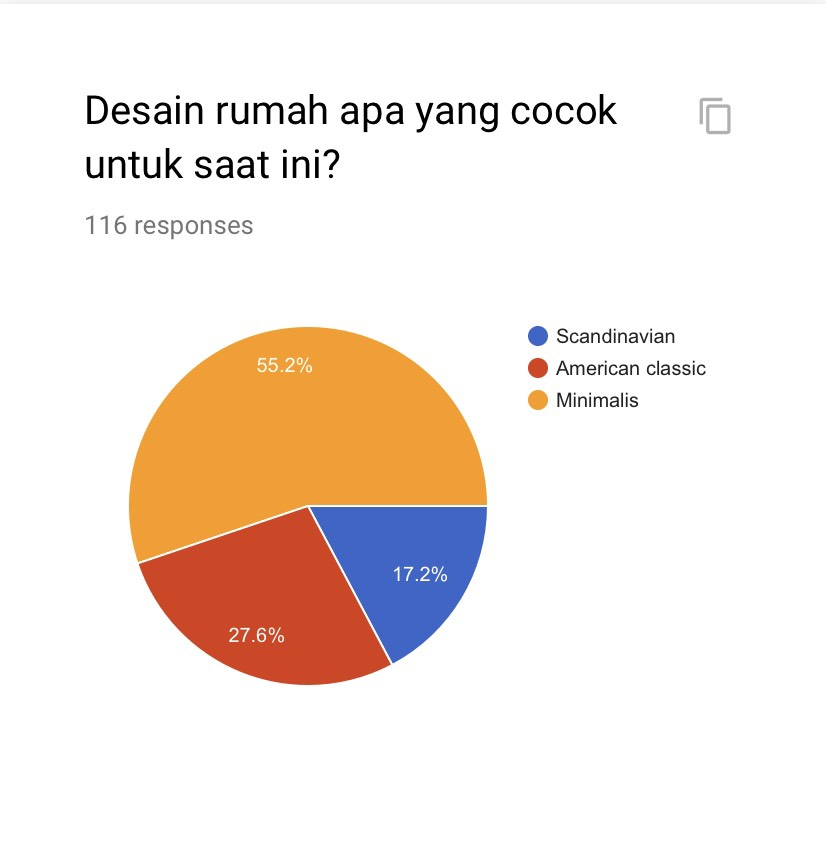 Desain rumah apa yang cocok
untuk saat ini?
116 responses
55.2%
17.2%
27.6%
Scandinavian
American classic
Minimalis